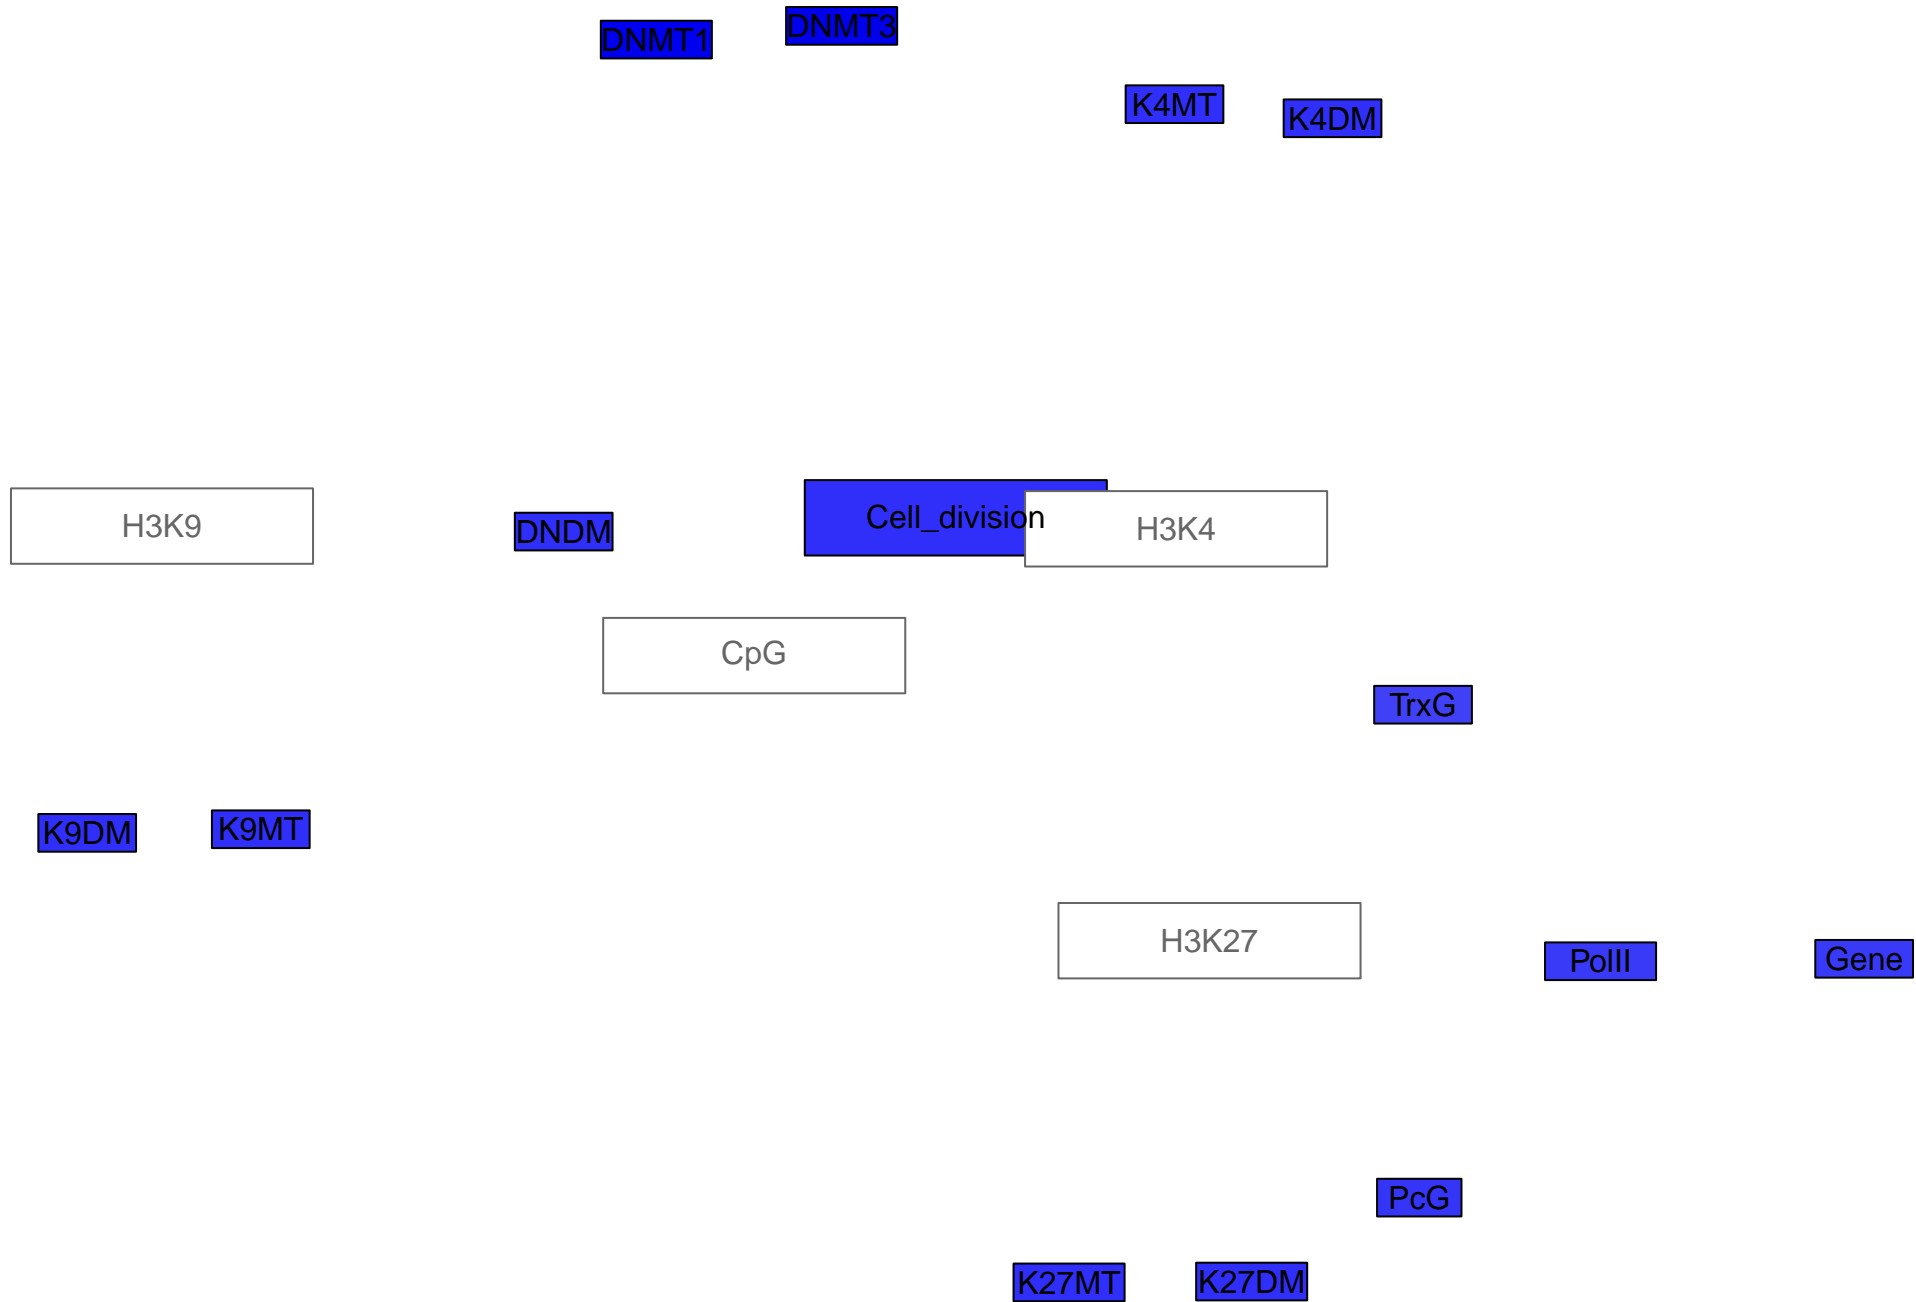 DNMT1
DNMT3
K4MT
K4DM
H3K9
DNDM
Cell_division
H3K4
CpG
TrxG
K9DM
K9MT
H3K27
PolII
Gene
PcG
K27MT
K27DM